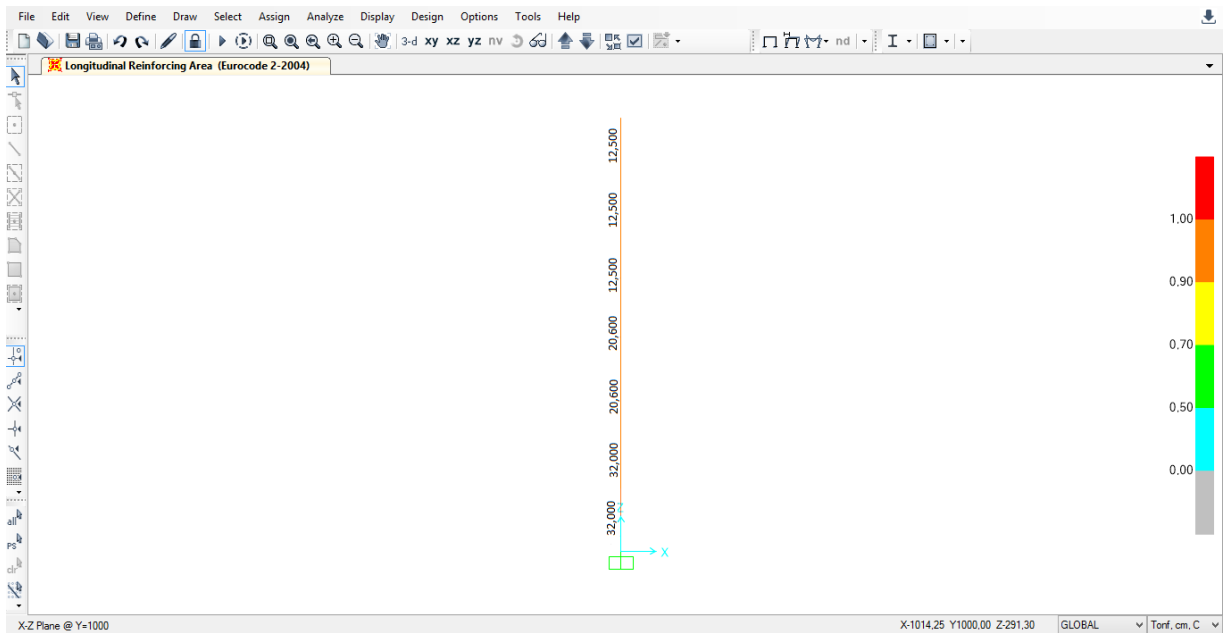 File Edit View Define Draw Select Assign Analyze Display Design Options Tools Help
3-d xy xz yz nv nd
Longitudinal Reinforcing Area (Eurocode 2-2004)
12,500
12,500
12,500
20,600
20,600
32,000
32,000
Z
X
1,00
0,90
0,70
0,50
0,00
all
PS
clr
X-Z Plane @ Y=1000 X-1014,25 Y1000,00 Z-291,30 GLOBAL Tonf, cm, C